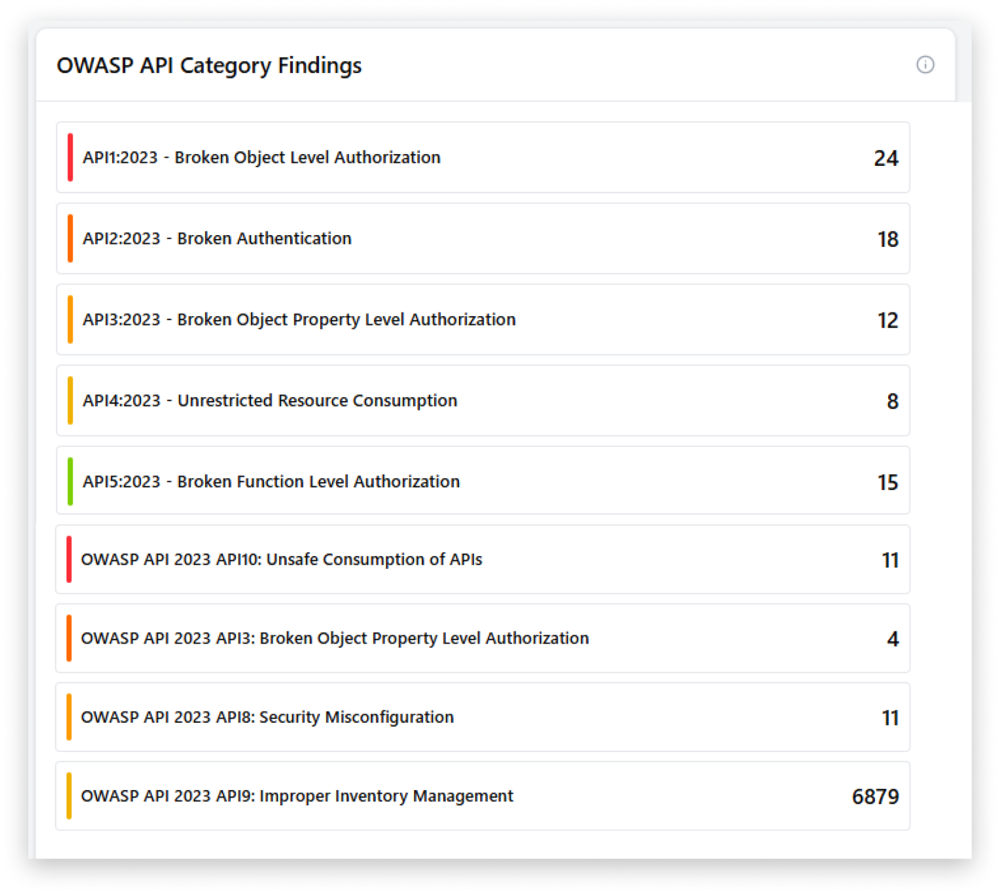 OWASP API Category Findings
API1:2023 - Broken Object Level Authorization 24
API2:2023 - Broken Authentication 18
API3:2023 - Broken Object Property Level Authorization 12
API4:2023 - Unrestricted Resource Consumption 8
API5:2023 - Broken Function Level Authorization 15
OWASP API 2023 API10: Unsafe Consumption of APIs 11
OWASP API 2023 API3: Broken Object Property Level Authorization 4
OWASP API 2023 API8: Security Misconfiguration 11
OWASP API 2023 API9: Improper Inventory Management 6879